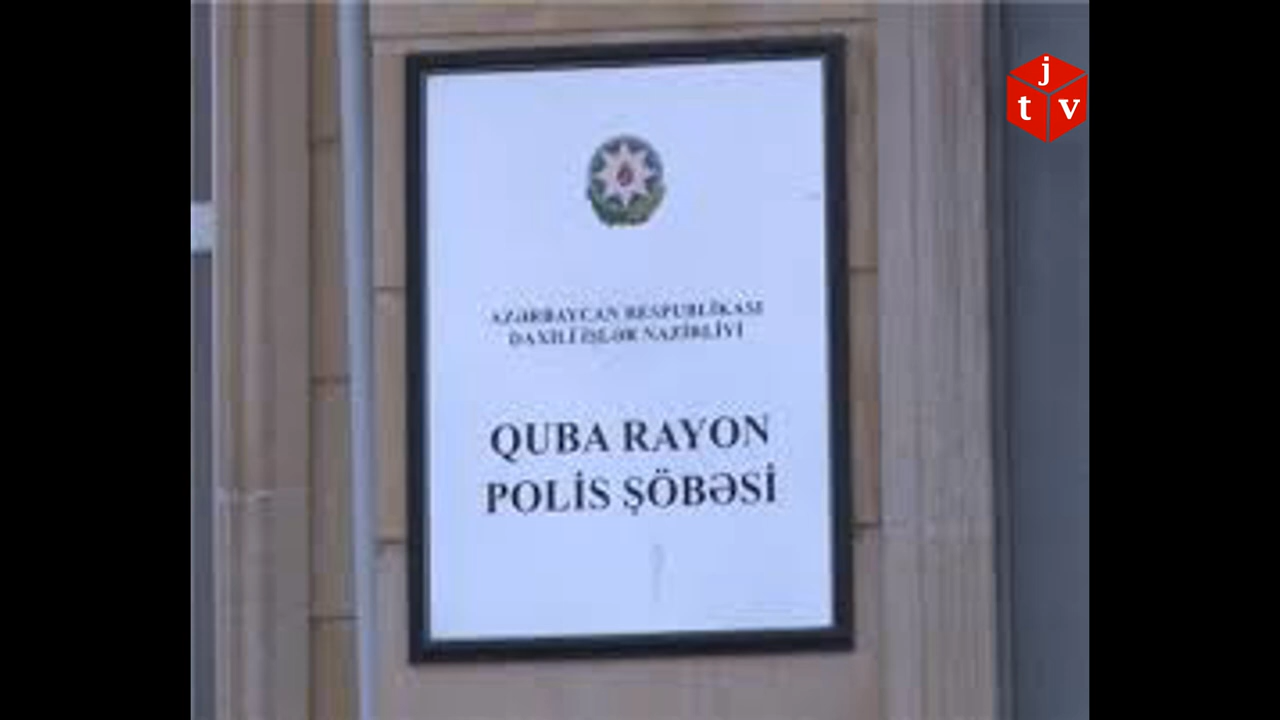 j
t v
AZƏRBAYCAN RESPUBLİKASI
DAXİLİ İŞLƏR NAZİRLİYİ
QUBA RAYON
POLİS ŞÖBƏSİ